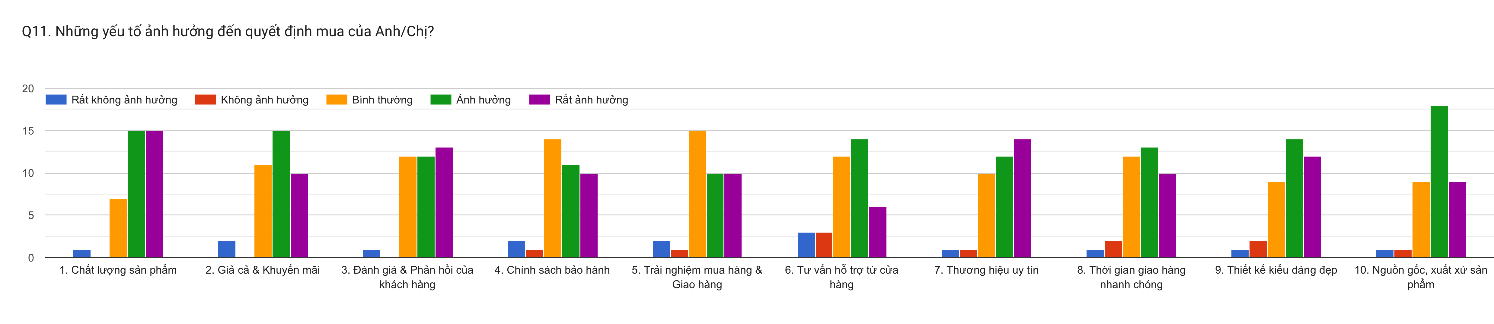 Q11. Những yếu tố ảnh hưởng đến quyết định mua của Anh/Chị?
20
Rất không ảnh hưởng
Không ảnh hưởng
Bình thường
Ảnh hưởng
Rất ảnh hưởng
15
10
5
0
1. Chất lượng sản phẩm
2. Giá cả & Khuyến mãi
3. Đánh giá & Phản hồi của
khách hàng
4. Chính sách bảo hành
5. Trải nghiệm mua hàng &
Giao hàng
6. Tư vấn hỗ trợ từ cửa
hàng
7. Thương hiệu uy tín
8. Thời gian giao hàng
nhanh chóng
9. Thiết kế kiểu dáng đẹp
10. Nguồn gốc, xuất xứ sản
phẩm